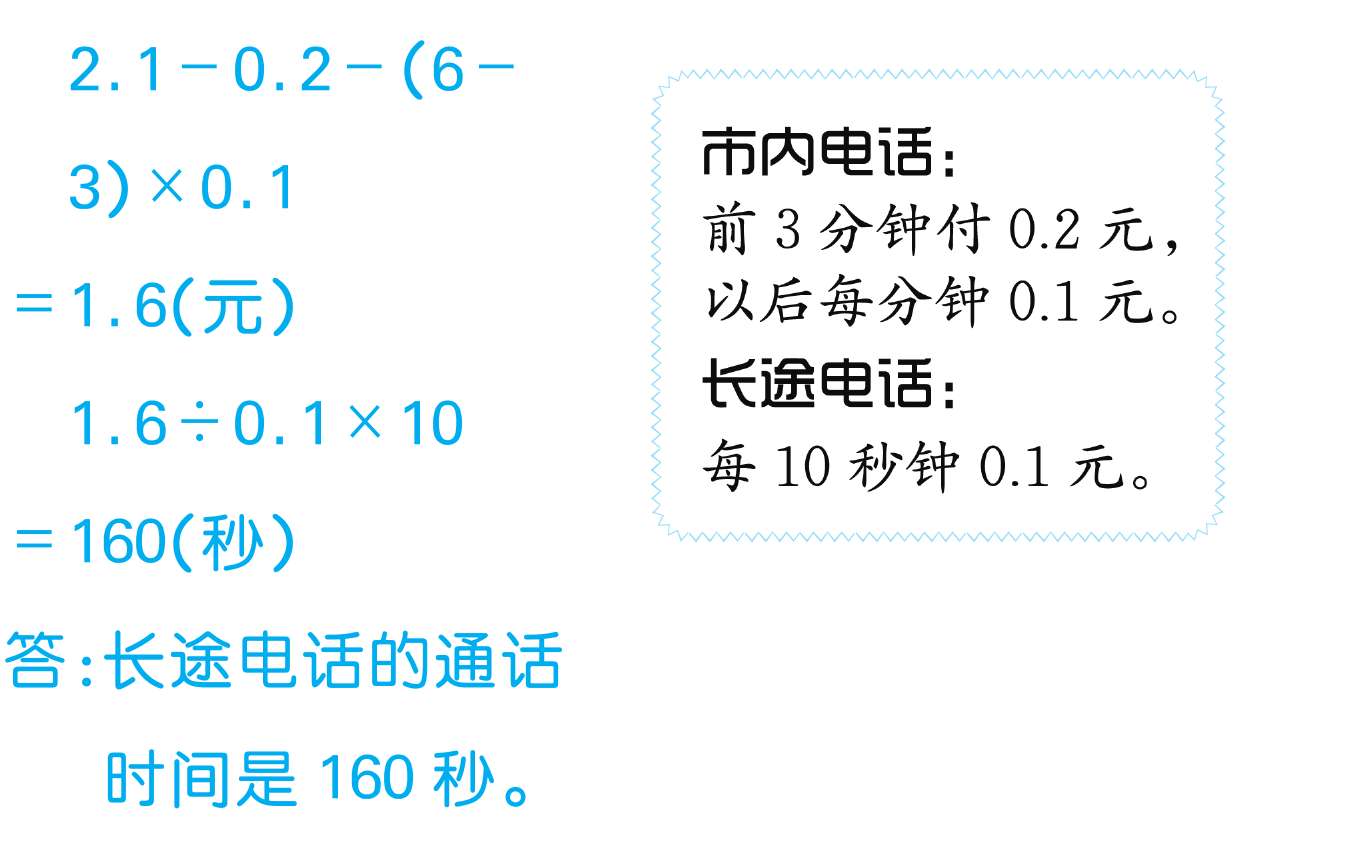 2.1－0.2－(6－
3)×0.1
＝1.6(元)
1.6÷0.1×10
＝160(秒)
答:长途电话的通话
时间是 160 秒。
市内电话:
前 3 分钟付 0.2 元，
以后每分钟 0.1 元。
长途电话:
每 10 秒钟 0.1 元。